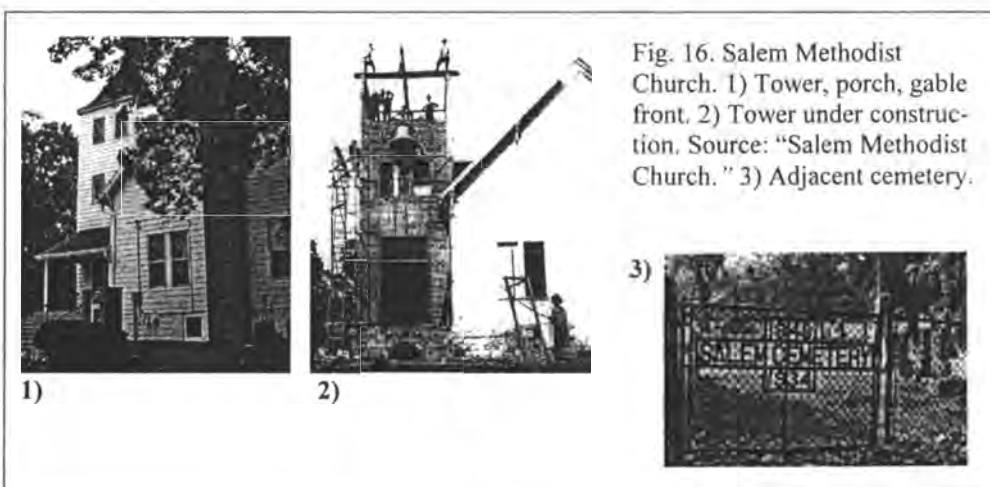 Fig. 16. Salem Methodist
Church. 1) Tower, porch, gable
front. 2) Tower under construc-
tion. Source: “Salem Methodist
Church.” 3) Adjacent cemetery.
1)
2)
3)
SALEM CEMETERY